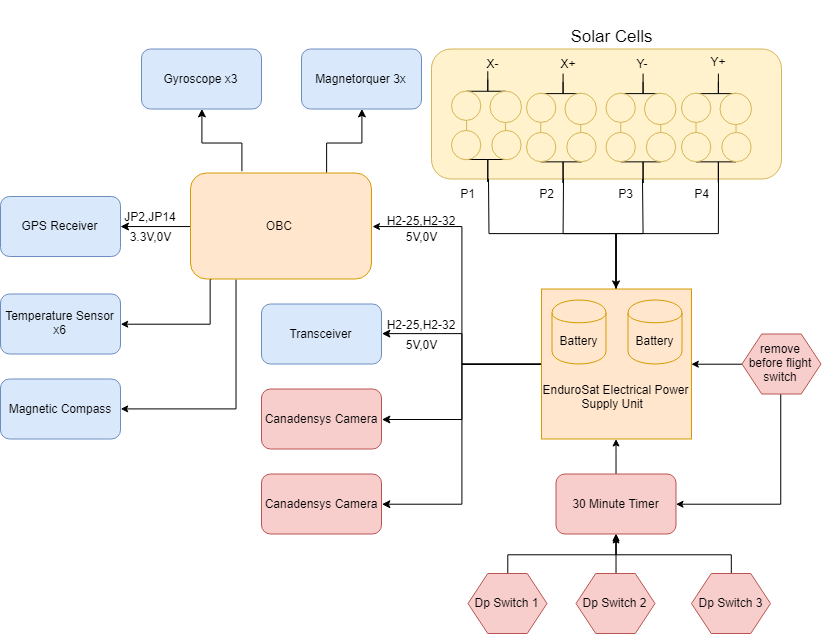 Solar Cells
X-
X+
Y-
Y+
Gyroscope x3
Magnetorquer 3x
P1
P2
P3
P4
GPS Receiver
JP2,JP14
3.3V,0V
OBC
H2-25,H2-32
5V,0V
Temperature Sensor
x6
Transceiver
H2-25,H2-32
5V,0V
Battery
Battery
remove
before flight
switch
EnduroSat Electrical Power
Supply Unit
Magnetic Compass
Canadensys Camera
Canadensys Camera
30 Minute Timer
Dp Switch 1
Dp Switch 2
Dp Switch 3